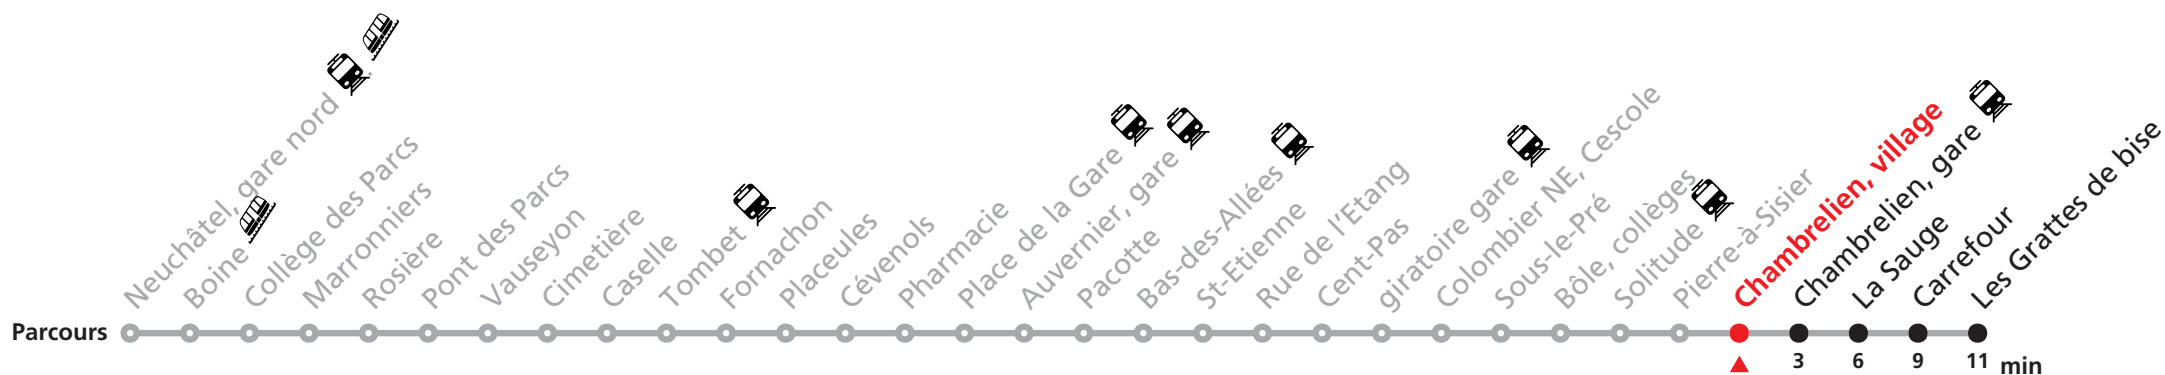 Neuchâtel, gare nord
Boine
Collège des Parcs
Marronniers
Rosière
Pont des Parcs
Vauseyon
Cimetière
Caselle
Tombet
Fornachon
Placeules
Cévenols
Pharmacie
Place de la Gare
Auvernier, gare
Pacotte
Bas-des-Allées
St-Etienne
Rue de l'Etang
Cent-Pas
giratoire gare
Colombier NE, Cescole
Sous-le-Pré
Bôle, collèges
Solitude
Pierre-à-Sisier
Chambrelien, village
Chambrelien, gare
La Sauge
Carrefour
Les Grattes de bise
Parcours
3 6 9 11 min